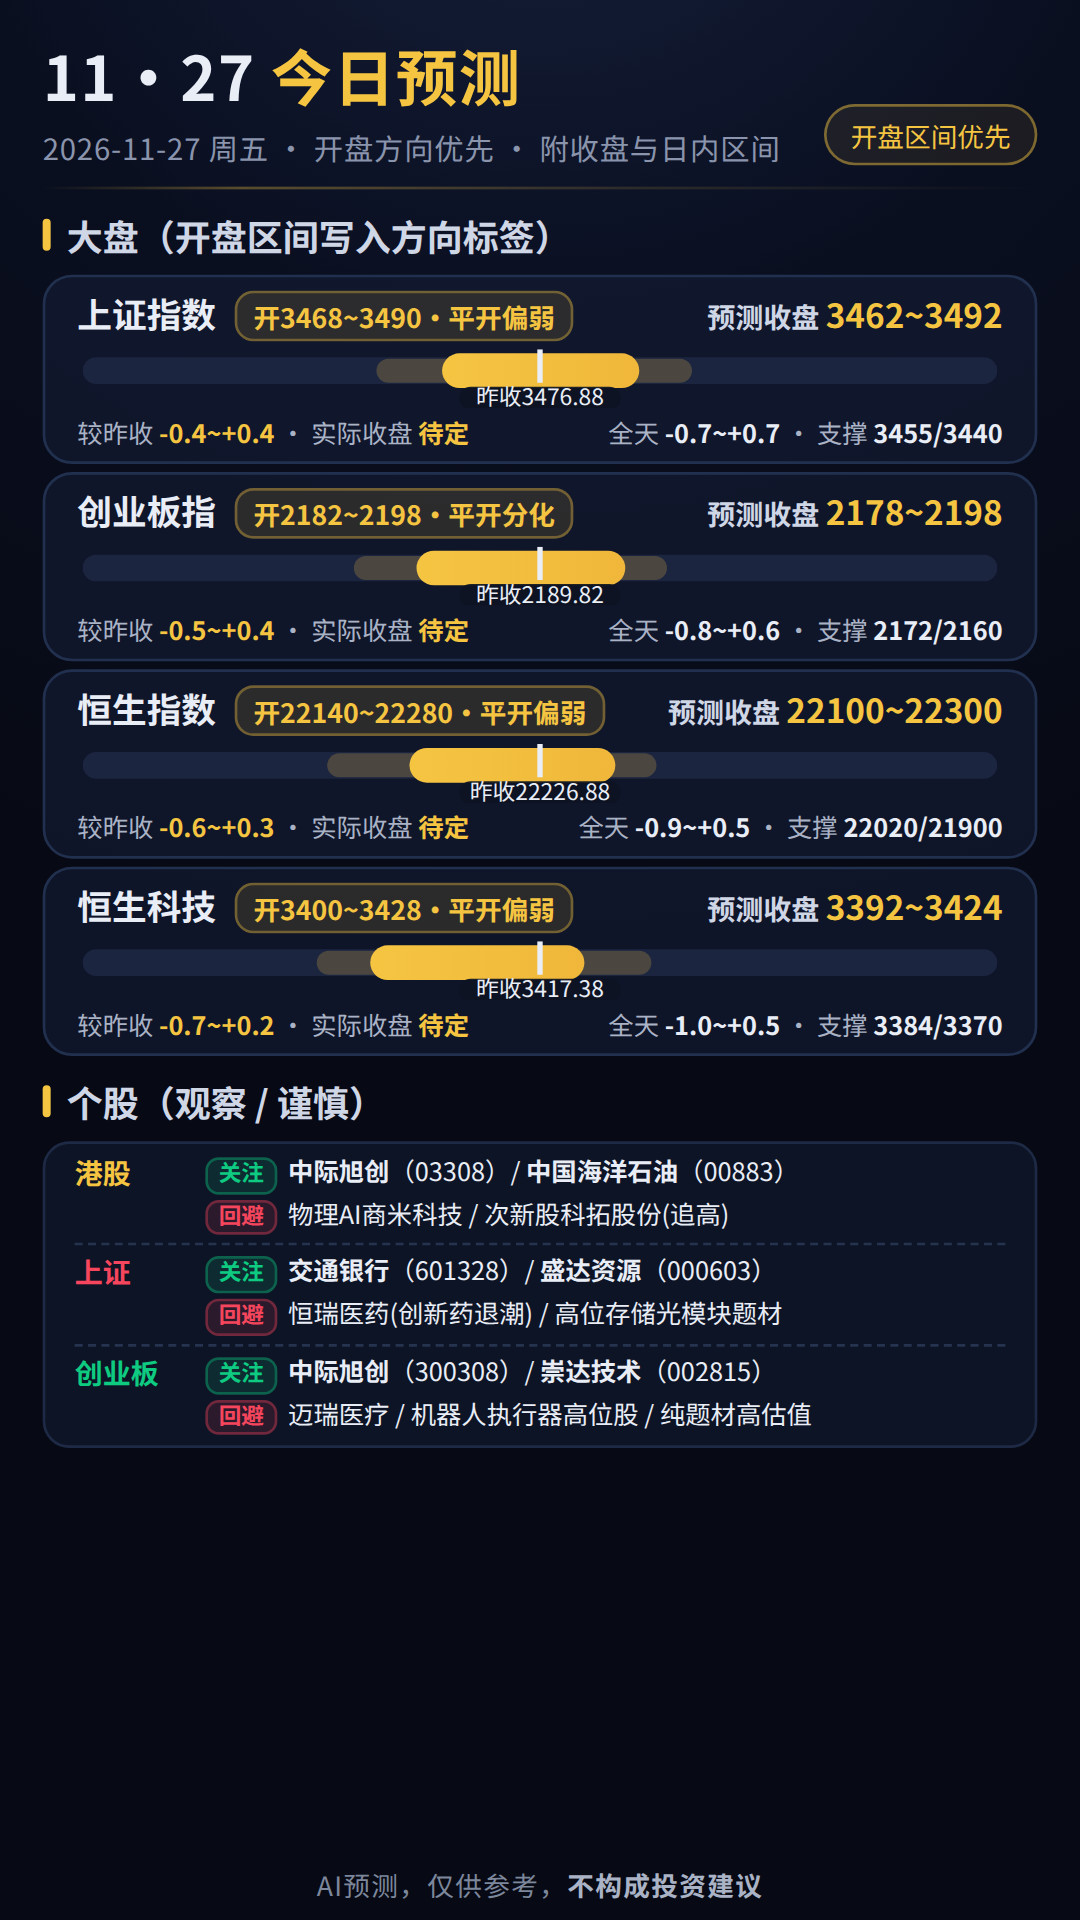 11·27 今日预测
2026-11-27 周五 · 开盘方向优先 · 附收盘与日内区间
开盘区间优先
大盘（开盘区间写入方向标签）
上证指数 开3468~3490·平开偏弱 预测收盘 3462~3492
昨收3476.88
较昨收 -0.4~+0.4 · 实际收盘 待定 全天 -0.7~+0.7 · 支撑 3455/3440
创业板指 开2182~2198·平开分化 预测收盘 2178~2198
昨收2189.82
较昨收 -0.5~+0.4 · 实际收盘 待定 全天 -0.8~+0.6 · 支撑 2172/2160
恒生指数 开22140~22280·平开偏弱 预测收盘 22100~22300
昨收22226.88
较昨收 -0.6~+0.3 · 实际收盘 待定 全天 -0.9~+0.5 · 支撑 22020/21900
恒生科技 开3400~3428·平开偏弱 预测收盘 3392~3424
昨收3417.38
较昨收 -0.7~+0.2 · 实际收盘 待定 全天 -1.0~+0.5 · 支撑 3384/3370
个股（观察 / 谨慎）
港股 关注 中际旭创（03308）/ 中国海洋石油（00883）
回避 物理AI商米科技 / 次新股科拓股份(追高)
上证 关注 交通银行（601328）/ 盛达资源（000603）
回避 恒瑞医药(创新药退潮) / 高位存储光模块题材
创业板 关注 中际旭创（300308）/ 崇达技术（002815）
回避 迈瑞医疗 / 机器人执行器高位股 / 纯题材高估值
AI预测，仅供参考，不构成投资建议